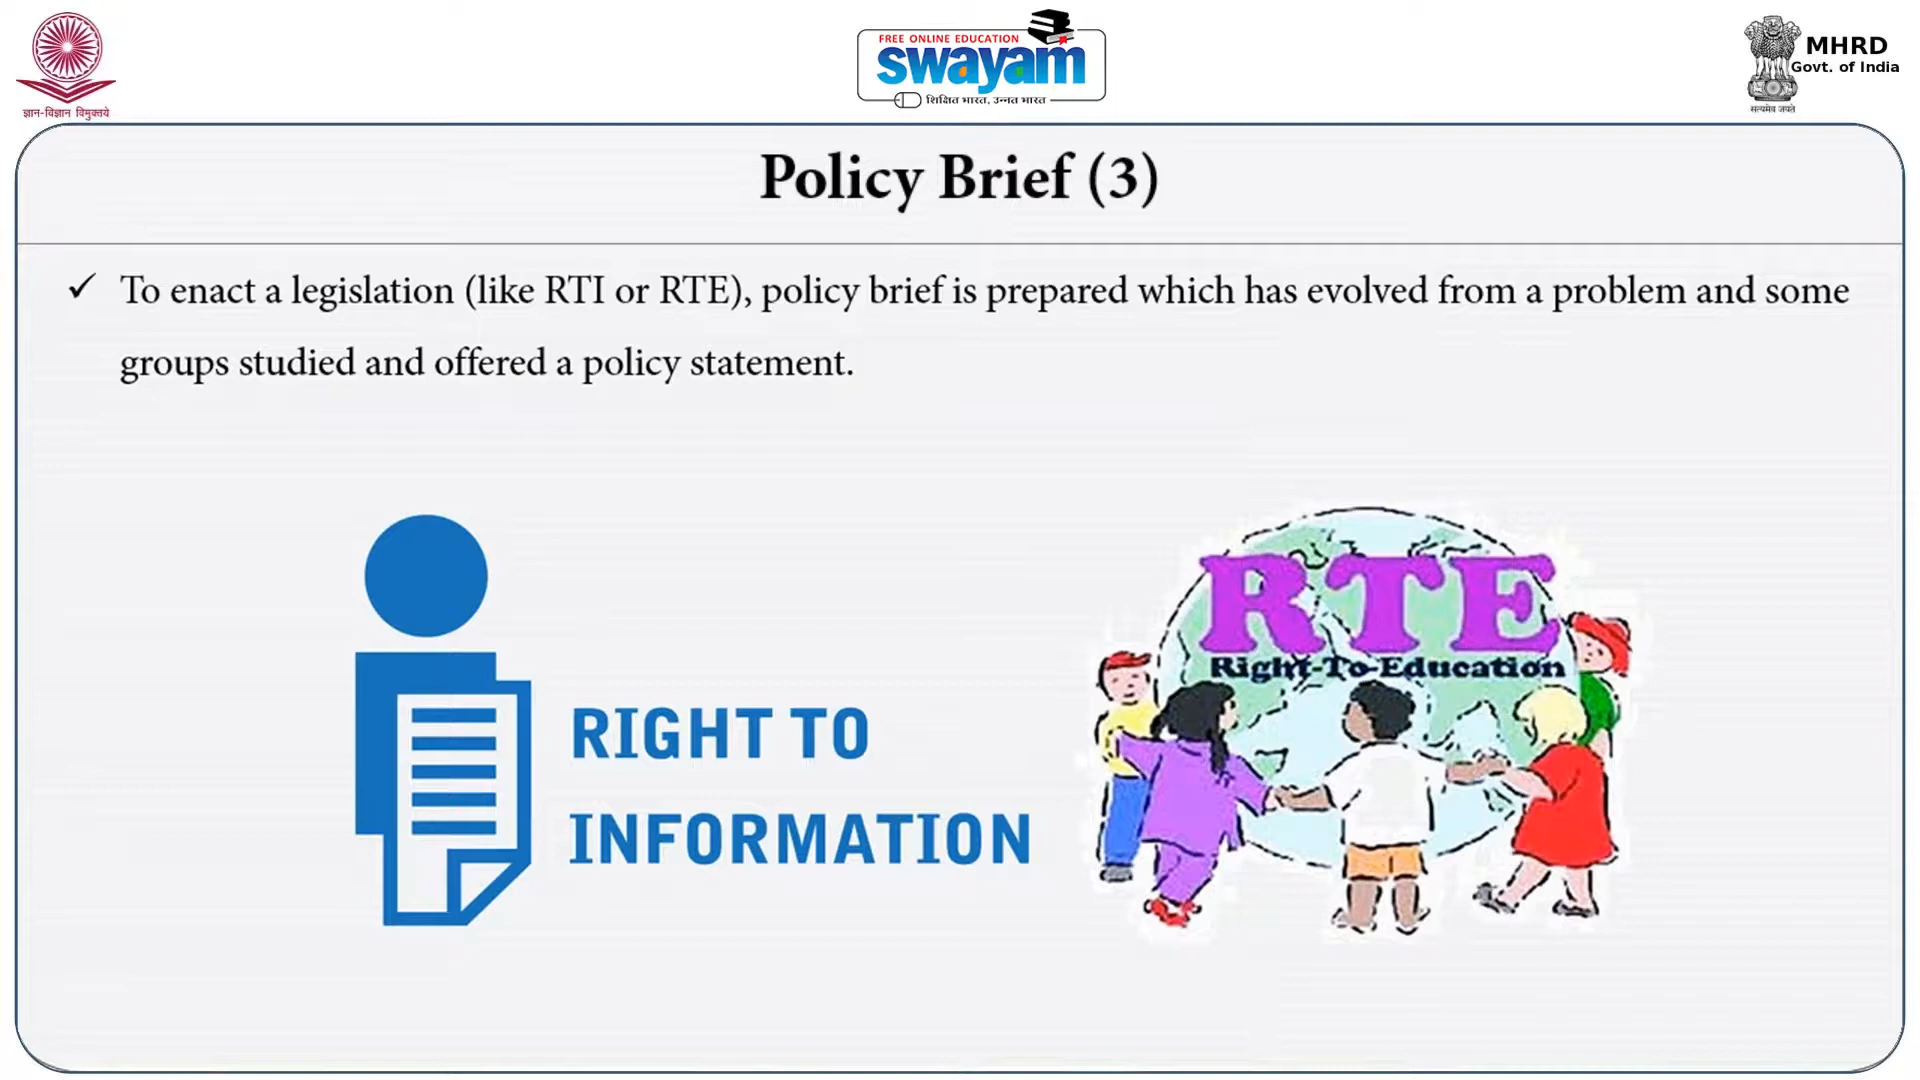 ज्ञान-विज्ञान विमुक्तये
FREE ONLINE EDUCATION
swayam
शिक्षित भारत, उन्नत भारत
MHRD
Govt. of India
सत्यमेव जयते
Policy Brief (3)
✓ To enact a legislation (like RTI or RTE), policy brief is prepared which has evolved from a problem and some
groups studied and offered a policy statement.
RIGHT TO
INFORMATION
RTE
Right-To-Education